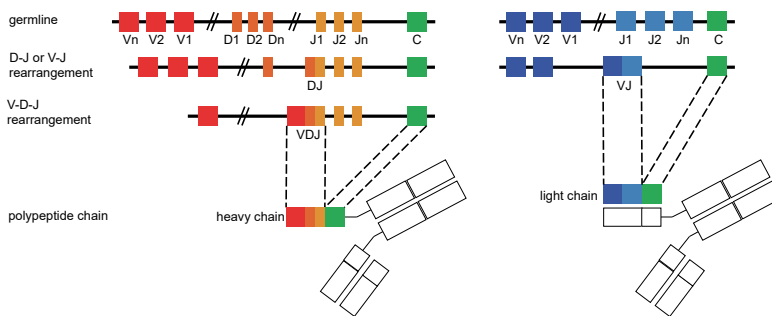 germline
Vn V2 V1 D1 D2 Dn J1 J2 Jn C
Vn V2 V1 J1 J2 Jn C
D-J or V-J
rearrangement
DJ
VJ
V-D-J
rearrangement
VDJ
polypeptide chain
heavy chain
light chain